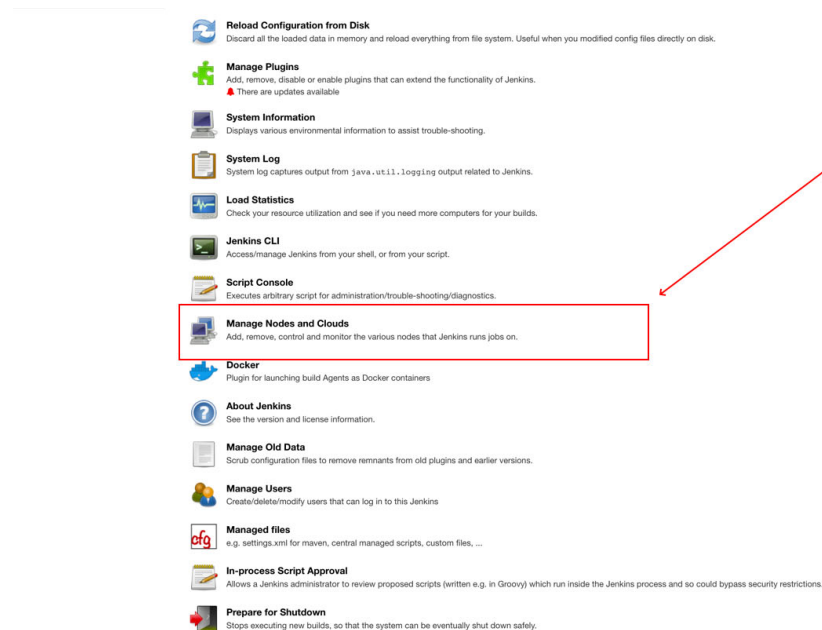 Reload Configuration from Disk
Discard all the loaded data in memory and reload everything from file system. Useful when you modified config files directly on disk.
Manage Plugins
Add, remove, disable or enable plugins that can extend the functionality of Jenkins.
There are updates available
System Information
Displays various environmental information to assist trouble-shooting.
System Log
System log captures output from java.util.logging output related to Jenkins.
Load Statistics
Check your resource utilization and see if you need more computers for your builds.
Jenkins CLI
Access/manage Jenkins from your shell, or from your script.
Script Console
Executes arbitrary script for administration/trouble-shooting/diagnostics.
Manage Nodes and Clouds
Add, remove, control and monitor the various nodes that Jenkins runs jobs on.
Docker
Plugin for launching build Agents as Docker containers
About Jenkins
See the version and license information.
Manage Old Data
Scrub configuration files to remove remnants from old plugins and earlier versions.
Manage Users
Create/delete/modify users that can log in to this Jenkins
cfg
Managed files
e.g. settings.xml for maven, central managed scripts, custom files, ...
In-process Script Approval
Allows a Jenkins administrator to review proposed scripts (written e.g. in Groovy) which run inside the Jenkins process and so could bypass security restrictions
Prepare for Shutdown
Stops executing new builds, so that the system can be eventually shut down safely.